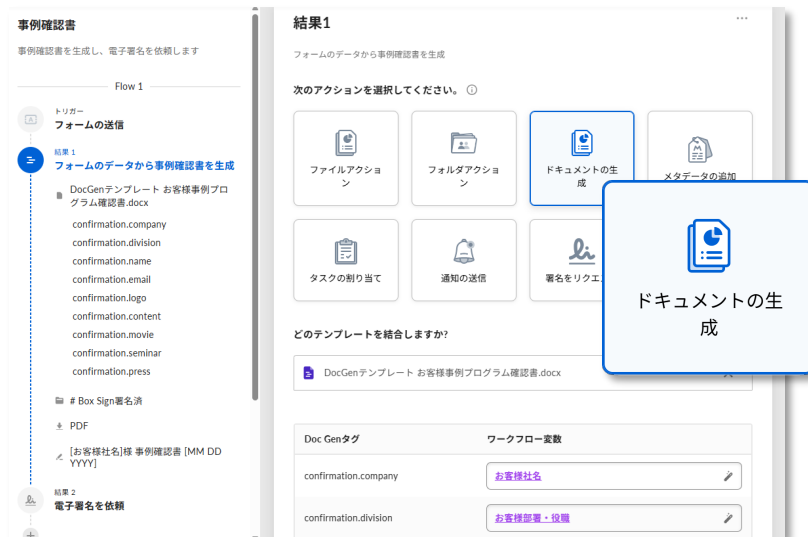 事例確認書
事例確認書を生成し、電子署名を依頼します
Flow 1
トリガー
フォームの送信
結果 1
フォームのデータから事例確認書を生成
DocGenテンプレート お客様事例プロ
グラム確認書.docx
confirmation.company
confirmation.division
confirmation.name
confirmation.email
confirmation.logo
confirmation.content
confirmation.movie
confirmation.seminar
confirmation.press
# Box Sign署名済
PDF
[お客様社名]様 事例確認書 [MM DD
YYYY]
結果 2
電子署名を依頼
結果1
フォームのデータから事例確認書を生成
次のアクションを選択してください。
ファイルアクショ
ン
フォルダアクショ
ン
ドキュメントの生
成
メタデータの追加
タスクの割り当て
通知の送信
署名をリクエ
ドキュメントの生
成
どのテンプレートを結合しますか?
DocGenテンプレート お客様事例プログラム確認書.docx
Doc Genタグ
ワークフロー変数
confirmation.company
お客様社名
confirmation.division
お客様部署・役職